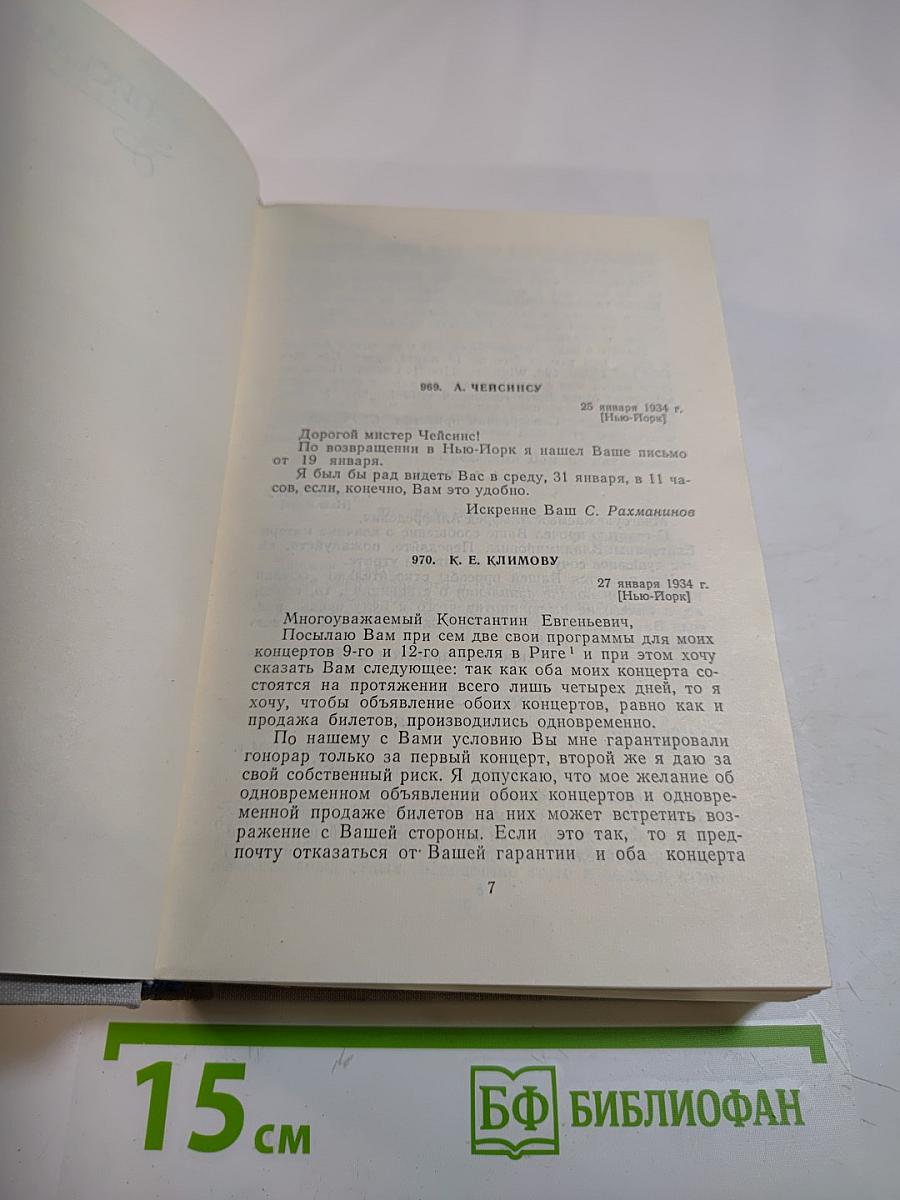 969. А. ЧЕЙСИНСУ
25 января 1934 г.
[Нью-Йорк]
Дорогой мистер Чейсинс!
По возвращении в Нью-Йорк я нашел Ваше письмо
от 19 января.
Я был бы рад видеть Вас в среду, 31 января, в 11 ча-
сов, если, конечно, Вам это удобно.
Искренне Ваш С. Рахманинов
970. К. Е. КЛИМОВУ
27 января 1934 г.
[Нью-Йорк]
Многоуважаемый Константин Евгеньевич,
Посылаю Вам при сем две свои программы для моих
концертов 9-го и 12-го апреля в Риге¹ и при этом хочу
сказать Вам следующее: так как оба моих концерта со-
стоятся на протяжении всего лишь четырех дней, то я
хочу, чтобы объявление обоих концертов, равно как и
продажа билетов, производились одновременно.
По нашему с Вами условию Вы мне гарантировали
гонорар только за первый концерт, второй же я даю за
свой собственный риск. Я допускаю, что мое желание об
одновременном объявлении обоих концертов и одновре-
менной продаже билетов на них может встретить воз-
ражение с Вашей стороны. Если это так, то я пред-
почту отказаться от Вашей гарантии и оба концерта
7
15 см
БФ БИБЛИОФАН